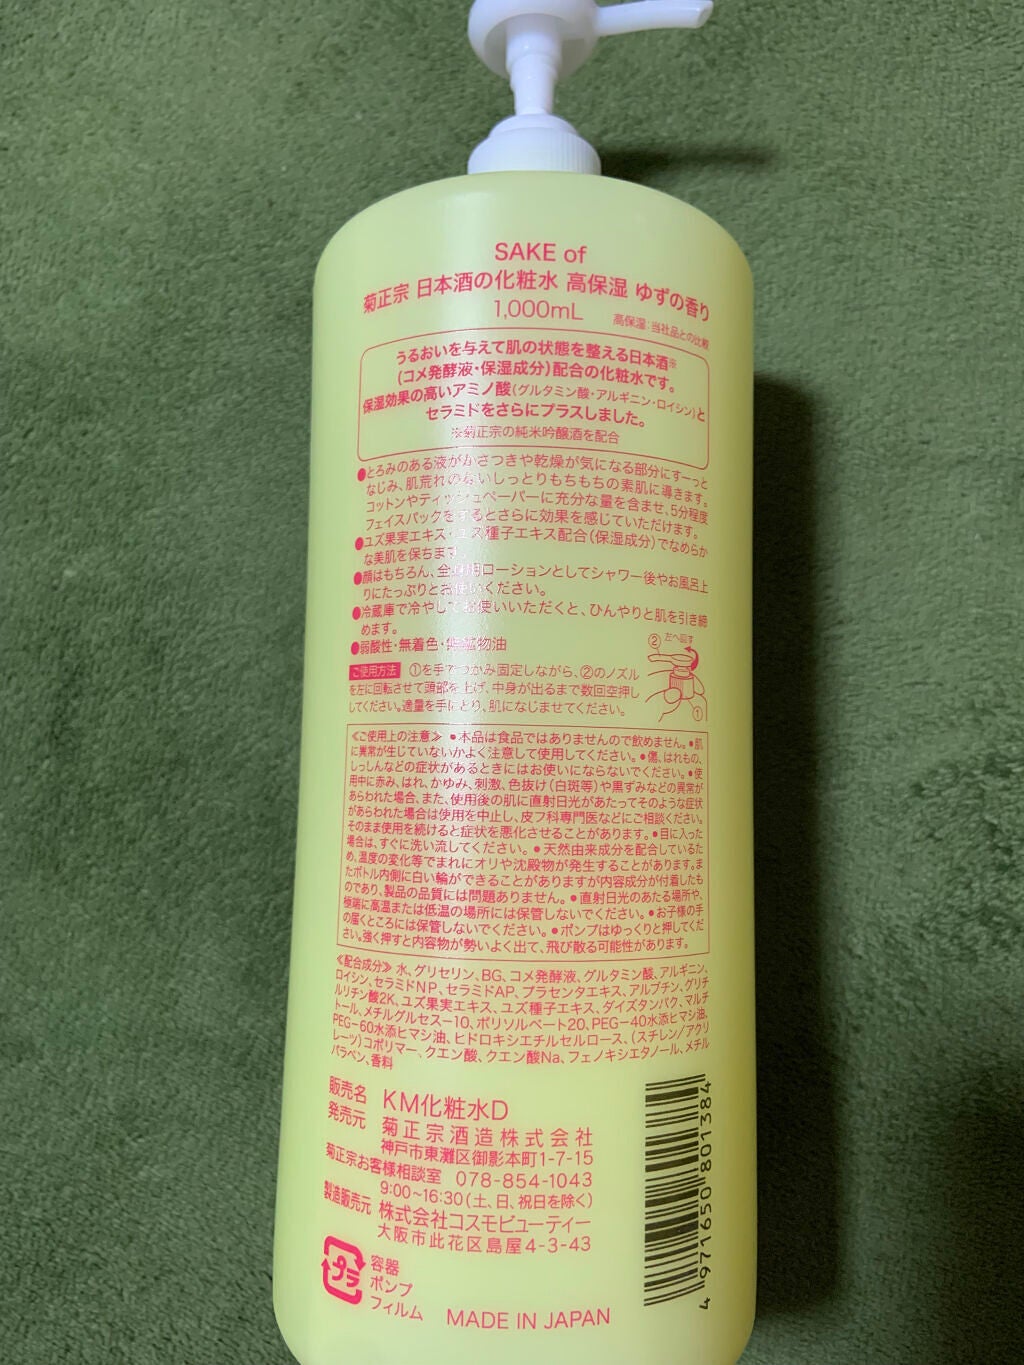 SAKE of
菊正宗 日本酒の化粧水 高保湿 ゆずの香り
1,000mL
高保湿:当社品との比較
うるおいを与えて肌の状態を整える日本酒※
(コメ発酵液・保湿成分)配合の化粧水です。
保湿効果の高いアミノ酸(グルタミン酸・アルギニン・ロイシン)と
セラミドをさらにプラスしました。
※菊正宗の純米吟醸酒を配合
●とろみのある液がかさつきや乾燥が気になる部分にすーっと
なじみ、肌荒れのないしっとりもちもちの素肌に導きます。
コットンやティッシュペーパーに充分な量を含ませ、5分程度
フェイスパックをするとさらに効果を感じていただけます。
●ユズ果実エキス・ユズ種子エキス配合(保湿成分)でなめらか
な美肌を保ちます。
●顔はもちろん、全身用ローションとしてシャワー後やお風呂上
りにたっぷりとお使いください。
●冷蔵庫で冷やしてお使いいただくと、ひんやりと肌を引き締
めます。
●弱酸性・無着色・無鉱物油
ご使用方法 ①を手でつかみ固定しながら、②のノズル
を左に回転させて頭部を上げ、中身が出るまで数回空押し
してください。適量を手にとり、肌になじませてください。
②左へ回す
①
≪ご使用上の注意≫ ●本品は食品ではありませんので飲めません。●肌
に異常が生じていないかよく注意して使用してください。●傷、はれもの、
しっしんなどの症状があるときにはお使いにならないでください。●使
用中に赤み、はれ、かゆみ、刺激、色抜け(白斑等)や黒ずみなどの異常が
あらわれた場合、また、使用後の肌に直射日光があたってそのような症状
があらわれた場合は使用を中止し、皮フ科専門医などにご相談ください。
そのまま使用を続けると症状を悪化させることがあります。●目に入った
場合は、すぐに洗い流してください。●天然由来成分を配合しているた
め、温度の変化等でまれにオリや沈殿物が発生することがあります。ま
たボトル内側に白い輪ができることがありますが内容成分が付着したも
のであり、製品の品質には問題ありません。●直射日光のあたる場所や、
極端に高温または低温の場所には保管しないでください。●お子様の手
の届くところには保管しないでください。●ポンプはゆっくりと押してくだ
さい。強く押すと内容物が勢いよく出て、飛び散る可能性があります。
≪配合成分≫ 水、グリセリン、BG、コメ発酵液、グルタミン酸、アルギニン、
ロイシン、セラミドNP、セラミドAP、プラセンタエキス、アルブチン、グリチ
ルリチン酸2K、ユズ果実エキス、ユズ種子エキス、ダイズタンパク、マルチ
トール、メチルグルセス-10、ポリソルベート20、PEG-40水添ヒマシ油、
PEG-60水添ヒマシ油、ヒドロキシエチルセルロース、(スチレン/アクリ
レーツ)コポリマー、クエン酸、クエン酸Na、フェノキシエタノール、メチル
パラベン、香料
販売名 KM化粧水D
発売元 菊正宗酒造株式会社
神戸市東灘区御影本町1-7-15
菊正宗お客様相談室 078-854-1043
9:00~16:30(土、日、祝日を除く)
製造販売元 株式会社コスモビューティー
大阪市此花区島屋4-3-43
プラ
容器
ポンプ
フィルム
MADE IN JAPAN
4 971650 801384